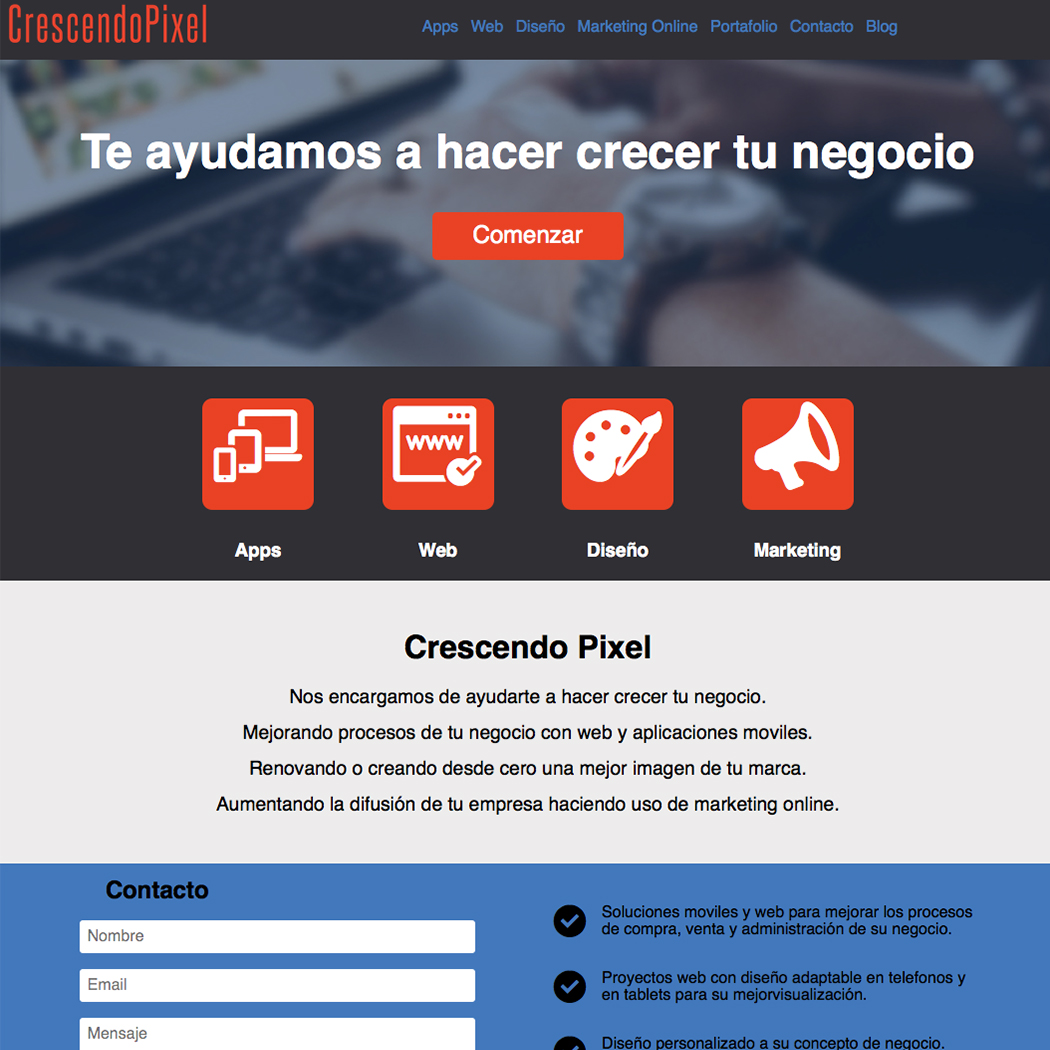 CrescendoPixel
Apps Web Diseño Marketing Online Portafolio Contacto Blog
Te ayudamos a hacer crecer tu negocio
Comenzar
www
Apps Web Diseño Marketing
Crescendo Pixel
Nos encargamos de ayudarte a hacer crecer tu negocio.
Mejorando procesos de tu negocio con web y aplicaciones moviles.
Renovando o creando desde cero una mejor imagen de tu marca.
Aumentando la difusión de tu empresa haciendo uso de marketing online.
Contacto
Nombre
Email
Mensaje
Soluciones moviles y web para mejorar los procesos
de compra, venta y administración de su negocio.
Proyectos web con diseño adaptable en telefonos y
en tablets para su mejorvisualización.
Diseño personalizado a su concepto de negocio.